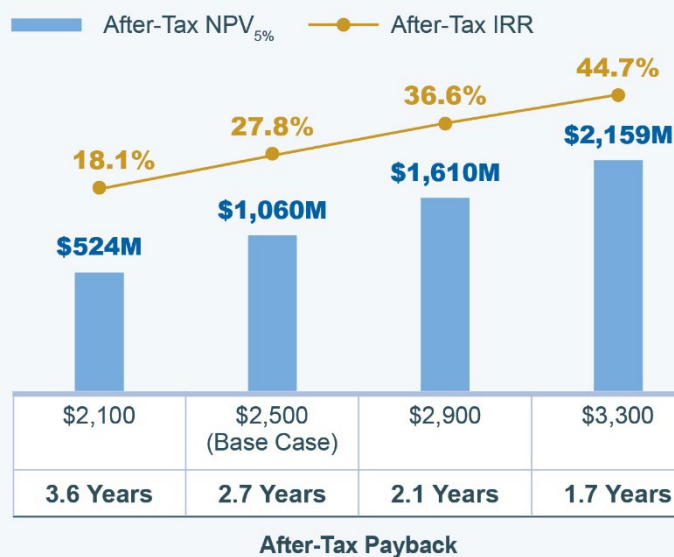 After-Tax NPV5% After-Tax IRR
44.7%
36.6%
27.8%
18.1%
$2,159M
$1,610M
$1,060M
$524M
$2,100 $2,500 $2,900 $3,300
(Base Case)
3.6 Years 2.7 Years 2.1 Years 1.7 Years
After-Tax Payback